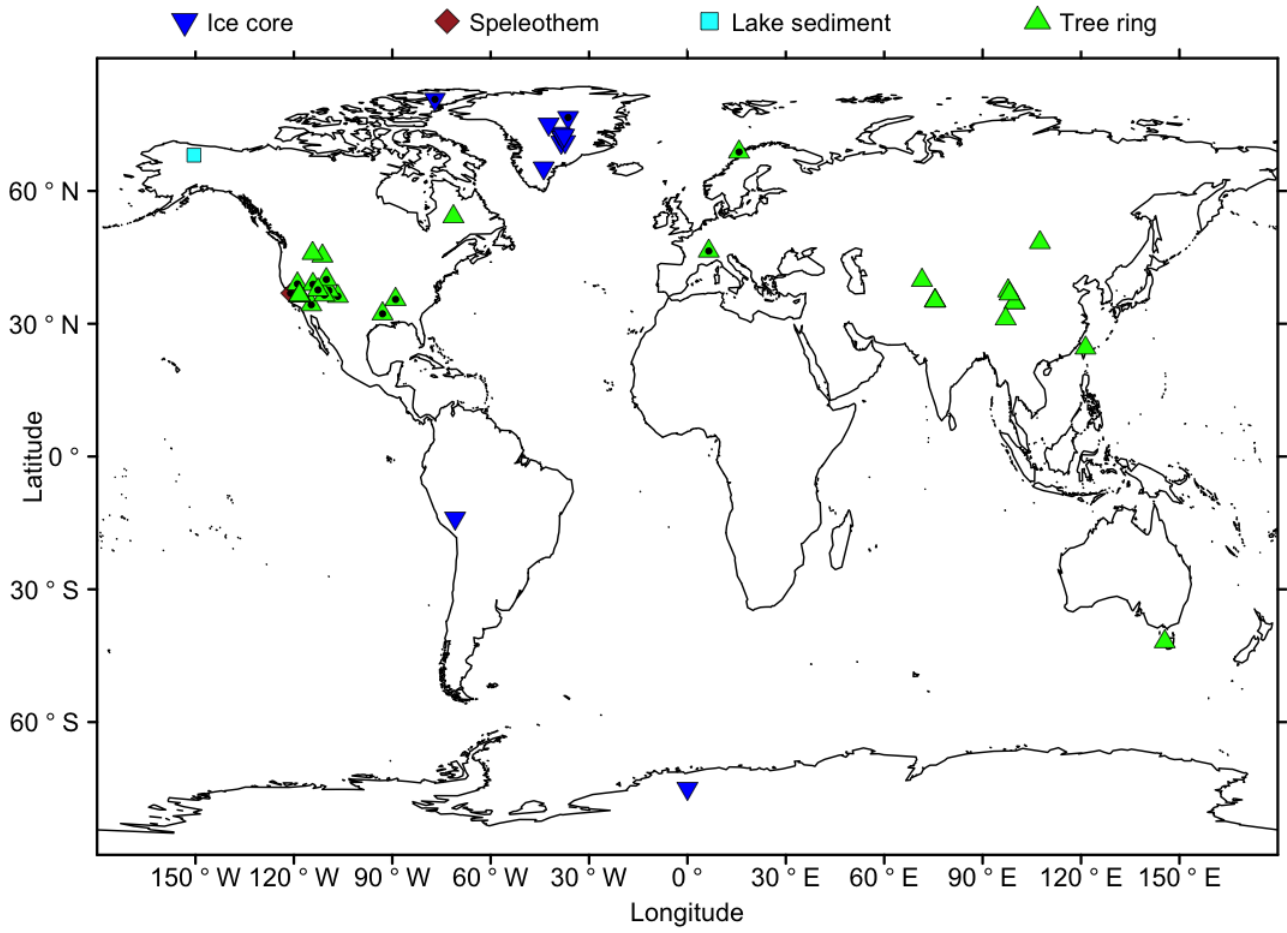 Ice core Speleothem Lake sediment Tree ring
60 ° N
30 ° N
0 °
30 ° S
60 ° S
Latitude
150 ° W 120 ° W 90 ° W 60 ° W 30 ° W 0 ° 30 ° E 60 ° E 90 ° E 120 ° E 150 ° E
Longitude